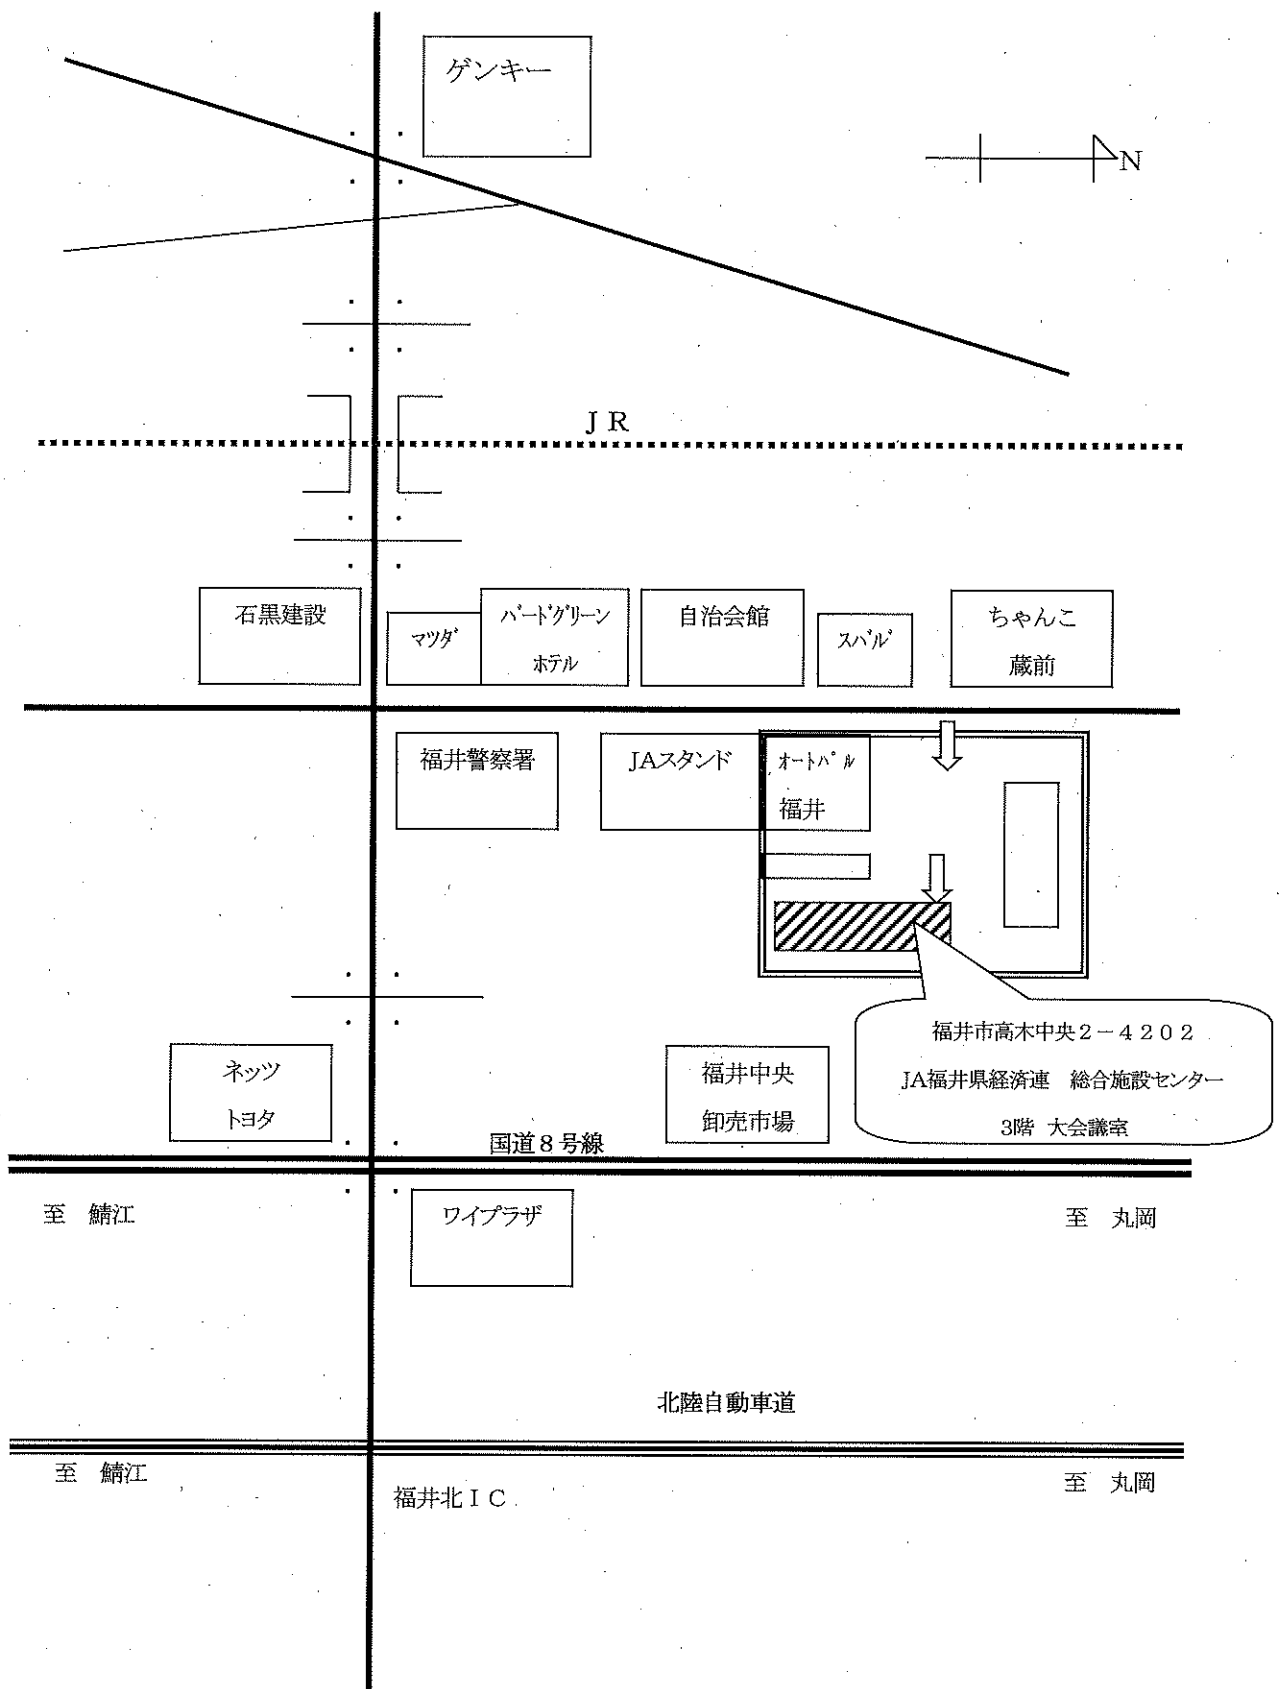 ゲンキー
N
ＪＲ
石黒建設
マツダ
バードグリーン
ホテル
自治会館
スバル
ちゃんこ
蔵前
福井警察署
JAスタンド
オートパル
福井
福井市高木中央２－４２０２
JA福井県経済連　総合施設センター
3階 大会議室
ネッツ
トヨタ
福井中央
卸売市場
国道８号線
至　鯖江
ワイプラザ
至　丸岡
北陸自動車道
至　鯖江
福井北ＩＣ
至　丸岡